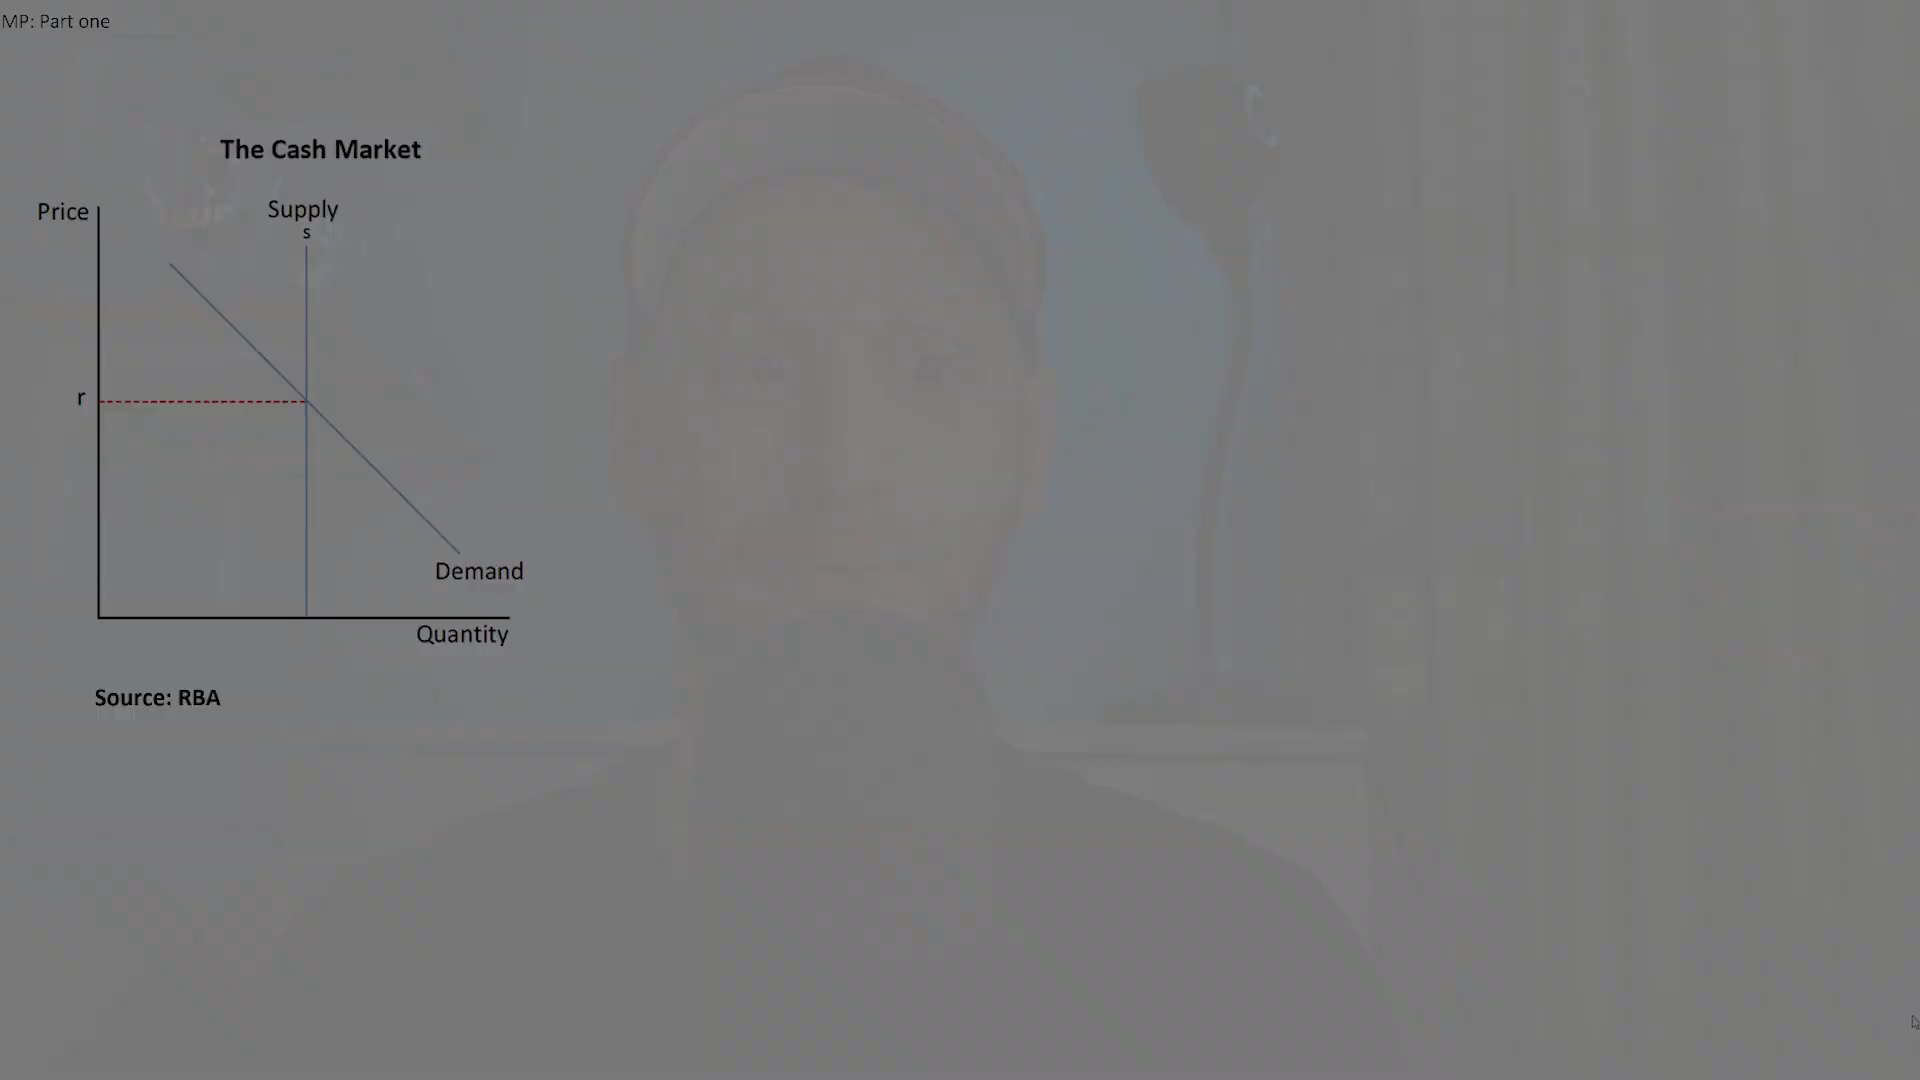 MP: Part one
The Cash Market
Price
Supply
s
r
Demand
Quantity
Source: RBA